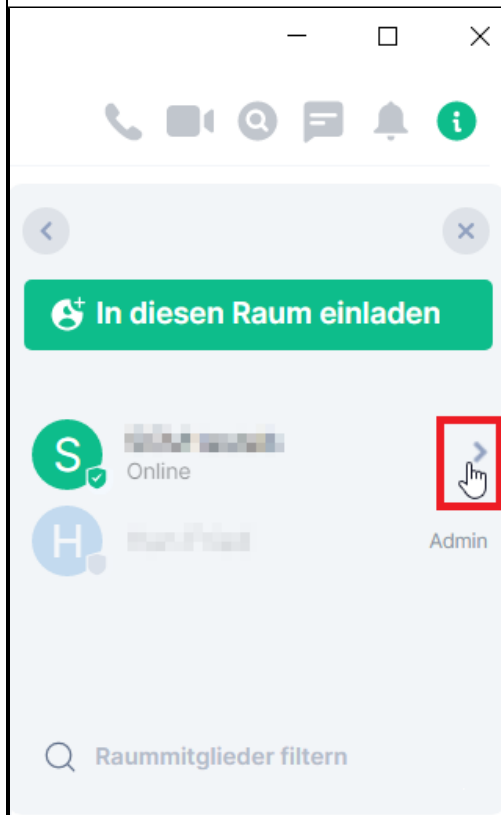 In diesen Raum einladen
S
Online
H
Admin
Raummitglieder filtern